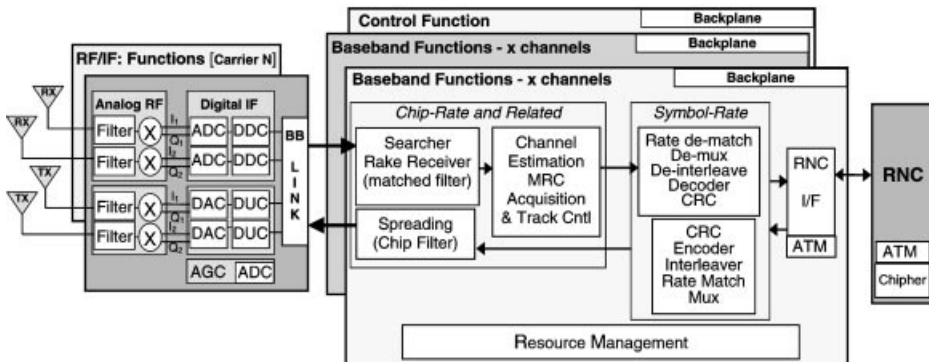 Control Function
Backplane
Baseband Functions - x channels
Backplane
Baseband Functions - x channels
Backplane
RF/IF: Functions [Carrier N]
Analog RF
Digital IF
RX
RX
TX
TX
Filter
X
I1
Q1
ADC
DDC
Filter
X
I2
Q2
ADC
DDC
Filter
X
I1
Q1
DAC
DUC
Filter
X
I2
Q2
DAC
DUC
AGC
ADC
BB
L
I
N
K
Chip-Rate and Related
Searcher
Rake Receiver
(matched filter)
Channel
Estimation
MRC
Acquisition
& Track Cntl
Spreading
(Chip Filter)
Symbol-Rate
Rate de-match
De-mux
De-interleave
Decoder
CRC
CRC
Encoder
Interleaver
Rate Match
Mux
RNC
I/F
ATM
Resource Management
RNC
ATM
Chipher